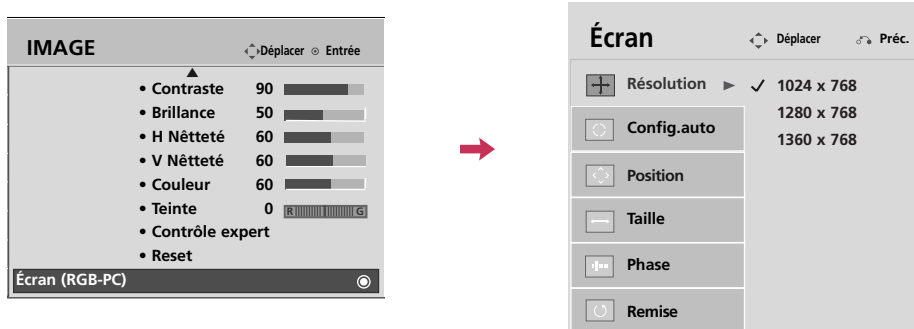 IMAGE
Déplacer Entrée
• Contraste 90
• Brillance 50
• H Nêtteté 60
• V Nêtteté 60
• Couleur 60
• Teinte 0 R G
• Contrôle expert
• Reset
Écran (RGB-PC)
Écran
Déplacer Préc.
Résolution ► ✓ 1024 x 768
1280 x 768
1360 x 768
Config.auto
Position
Taille
Phase
Remise